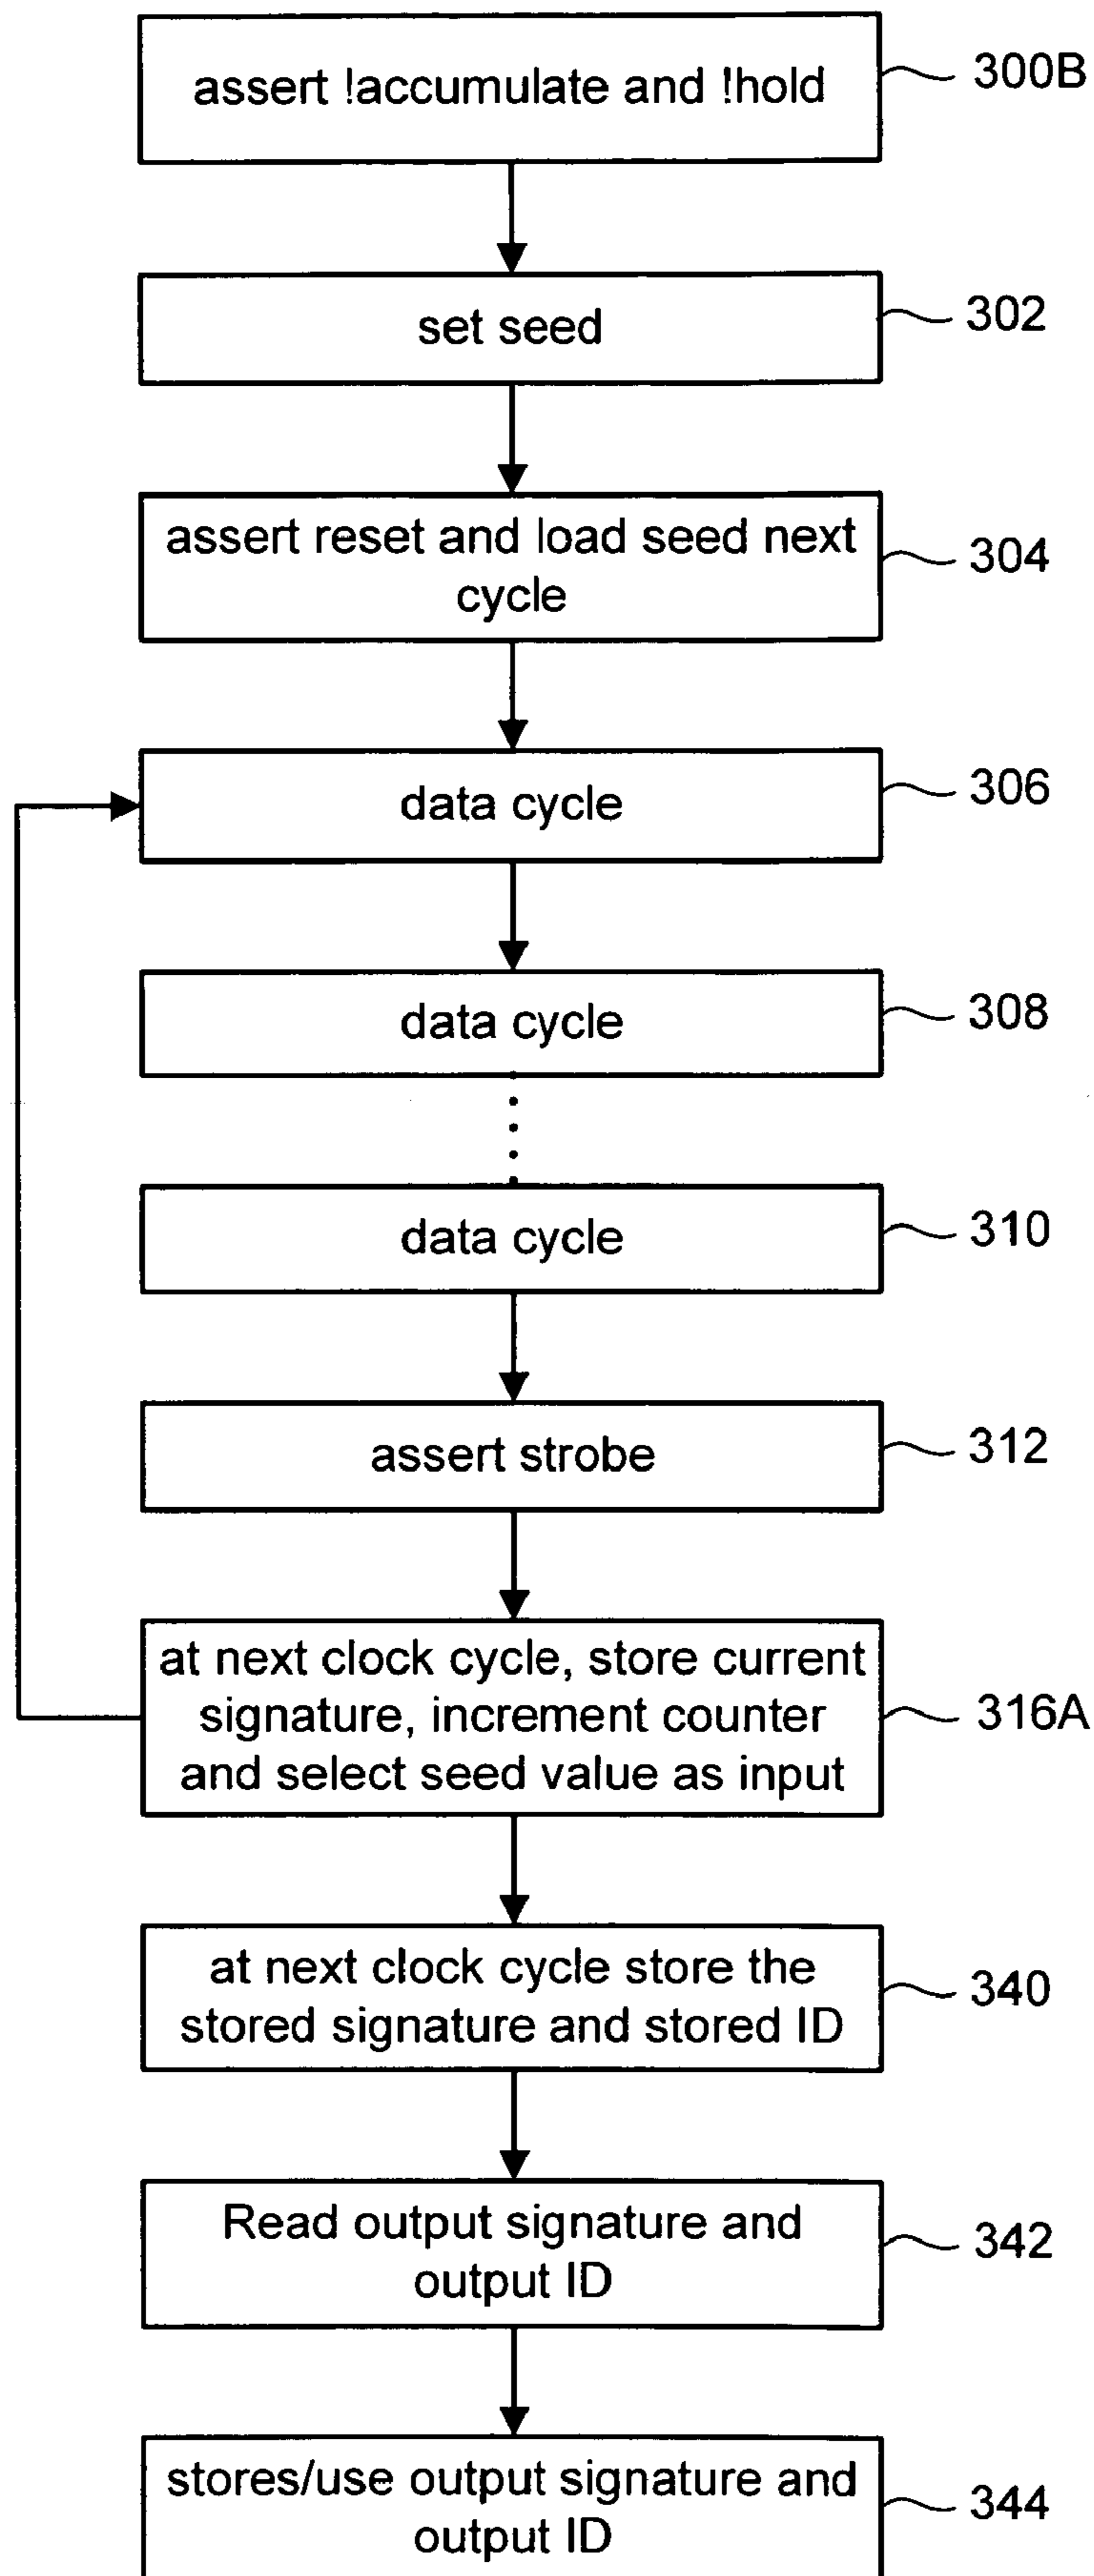 assert !accumulate and !hold
300B
set seed
302
assert reset and load seed next
cycle
304
data cycle
306
data cycle
308
data cycle
310
assert strobe
312
at next clock cycle, store current
signature, increment counter
and select seed value as input
316A
at next clock cycle store the
stored signature and stored ID
340
Read output signature and
output ID
342
stores/use output signature and
output ID
344